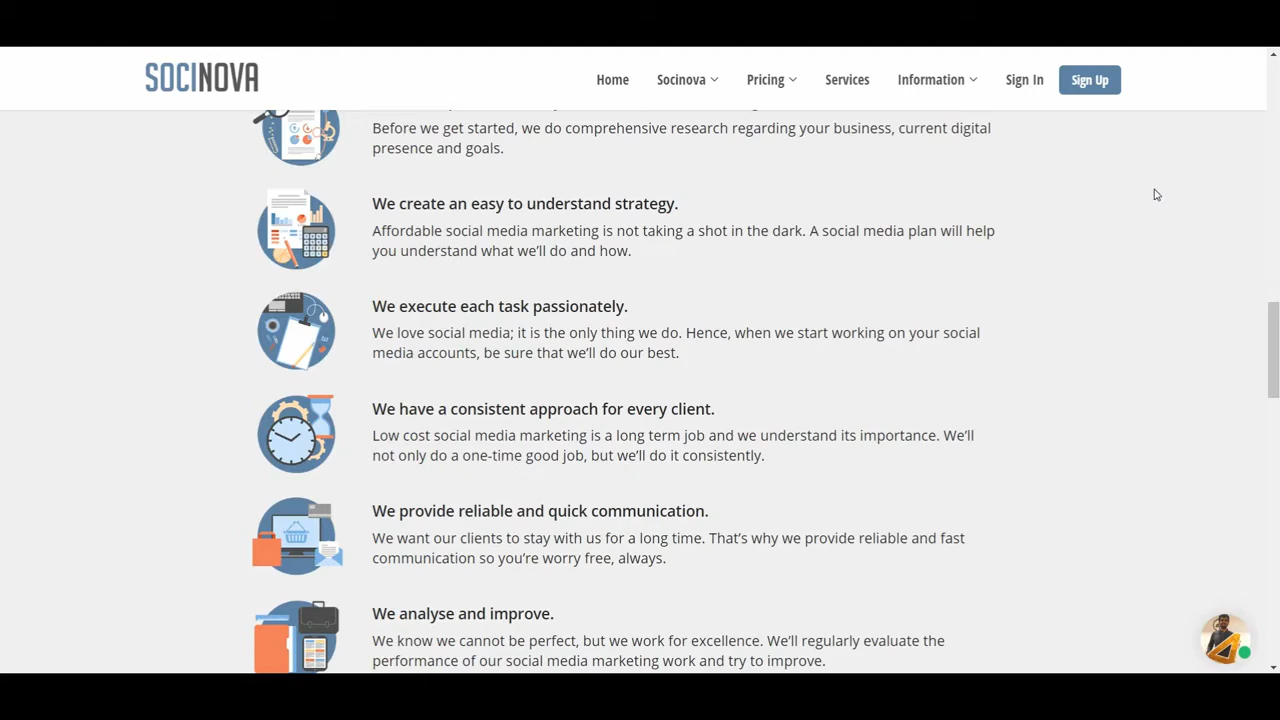 SOCINOVA
Home
Socinova
Pricing
Services
Information
Sign In
Sign Up
Before we get started, we do comprehensive research regarding your business, current digital
presence and goals.
We create an easy to understand strategy.
Affordable social media marketing is not taking a shot in the dark. A social media plan will help
you understand what we'll do and how.
We execute each task passionately.
We love social media; it is the only thing we do. Hence, when we start working on your social
media accounts, be sure that we'll do our best.
We have a consistent approach for every client.
Low cost social media marketing is a long term job and we understand its importance. We'll
not only do a one-time good job, but we'll do it consistently.
We provide reliable and quick communication.
We want our clients to stay with us for a long time. That's why we provide reliable and fast
communication so you're worry free, always.
We analyse and improve.
We know we cannot be perfect, but we work for excellence. We'll regularly evaluate the
performance of our social media marketing work and try to improve.